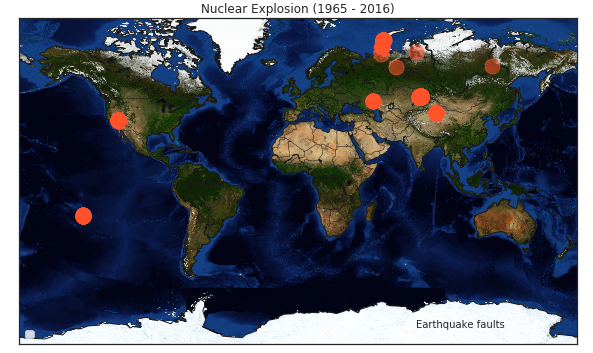 Nuclear Explosion (1965 - 2016)
Earthquake faults